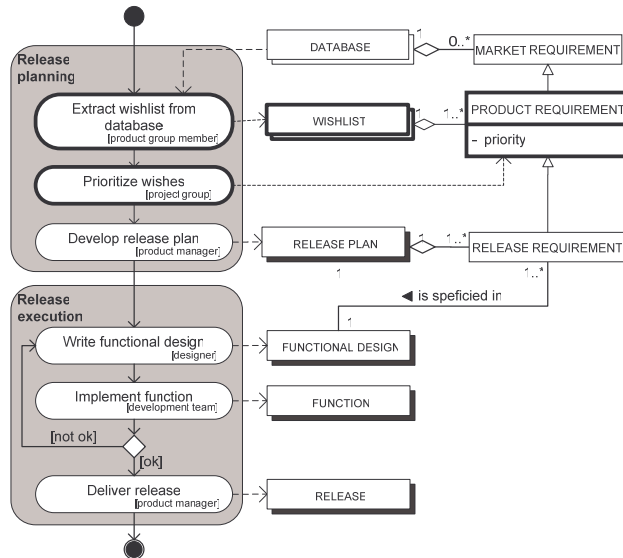 Release
planning
Extract wishlist from
database
[product group member]
Prioritize wishes
[project group]
Develop release plan
[product manager]
Release
execution
Write functional design
[designer]
Implement function
[development team]
[not ok]
[ok]
Deliver release
[product manager]
DATABASE
1
0..*
MARKET REQUIREMENT
WISHLIST
1
1..*
PRODUCT REQUIREMENT
- priority
RELEASE PLAN
1
1..*
RELEASE REQUIREMENT
1
1..*
◄ is speficied in
1
FUNCTIONAL DESIGN
FUNCTION
RELEASE